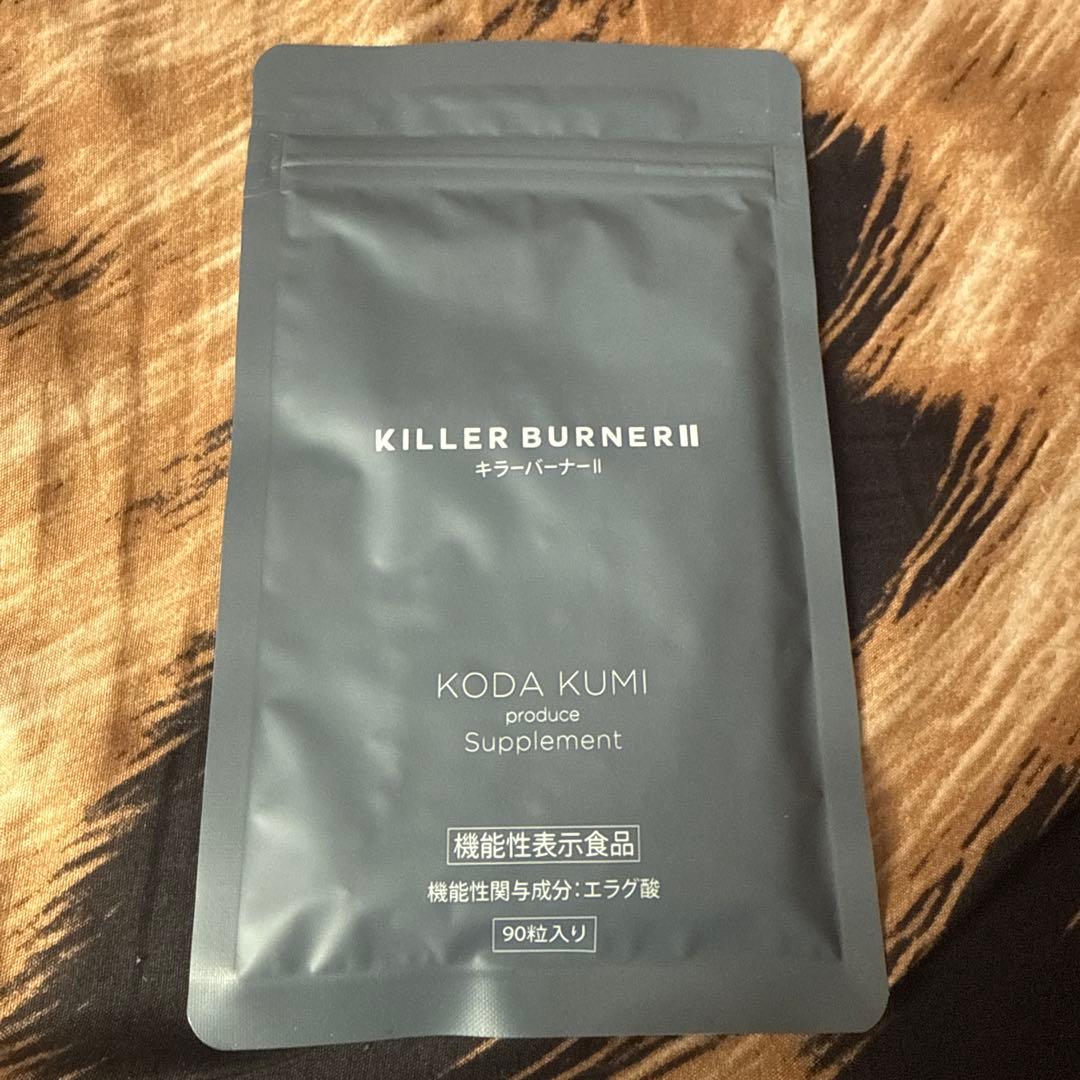 KILLER BURNERⅡ
キラーバーナーⅡ
KODA KUMI
produce
Supplement
機能性表示食品
機能性関与成分:エラグ酸
90粒入り